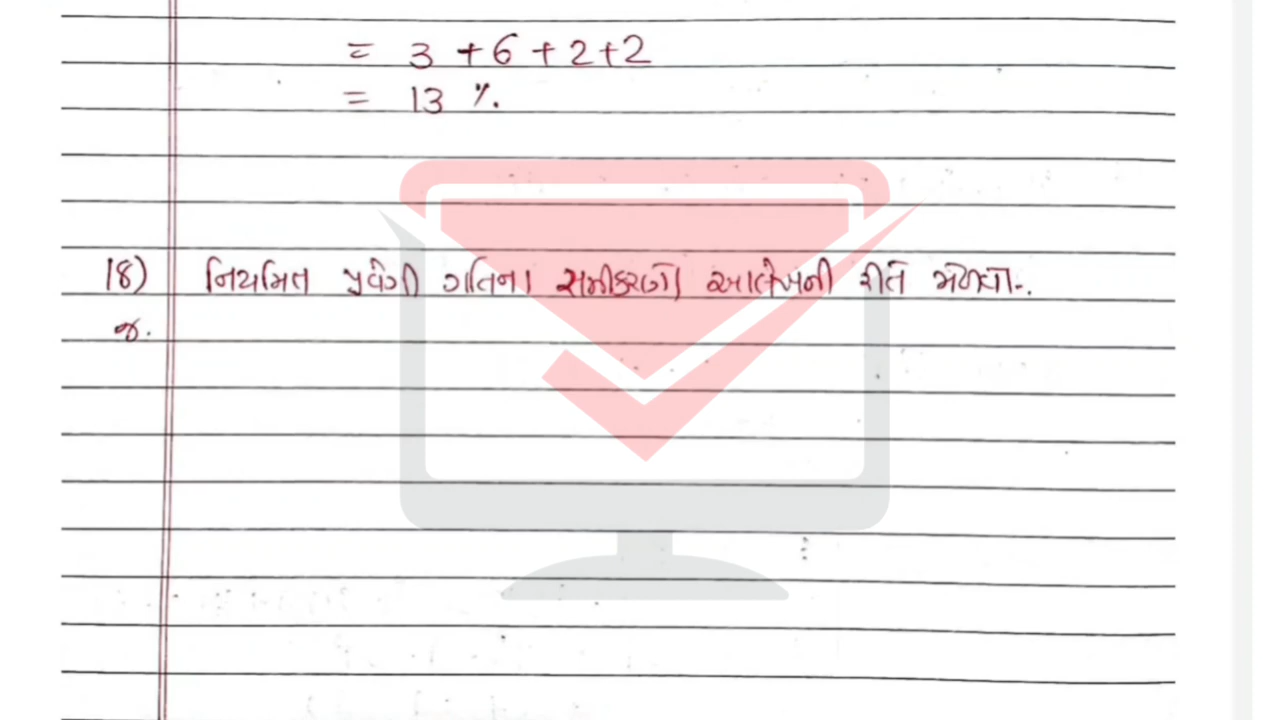 = 3 + 6 + 2 + 2
= 13 %.
18) નિયમિત પ્રવેગી ગતિના સમીકરણો આલેખની રીતે મેળવો.
જ.